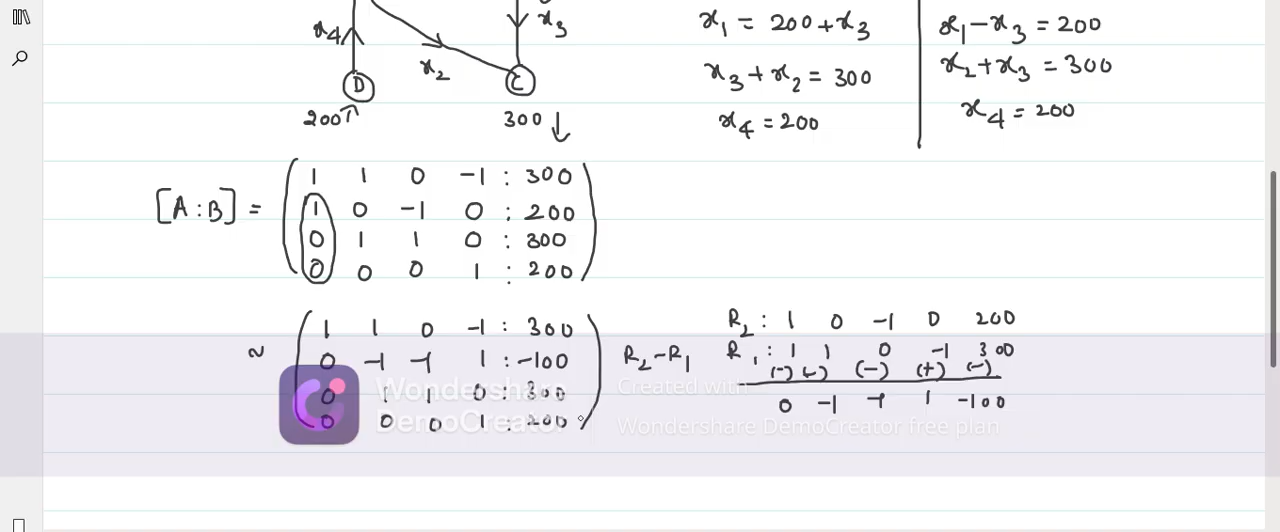 x4 x3 x1 = 200 + x3 x1 - x3 = 200
x2 x3 + x2 = 300 x2 + x3 = 300
D C x4 = 200 x4 = 200
200↑ 300 ↓
1 1 0 -1 : 300
[A : B] = 1 0 -1 0 : 200
0 1 1 0 : 300
0 0 0 1 : 200
1 1 0 -1 : 300 R2 : 1 0 -1 0 200
~ 0 -1 -1 1 : -100 R2 - R1 R1 : 1 1 0 -1 300
(-) (-) (-) (+) (-)
0 1 1 0 : 300 0 -1 -1 1 -100
0 0 0 1 : 200
Wondershare
DemoCreator
Created with
Wondershare DemoCreator free plan